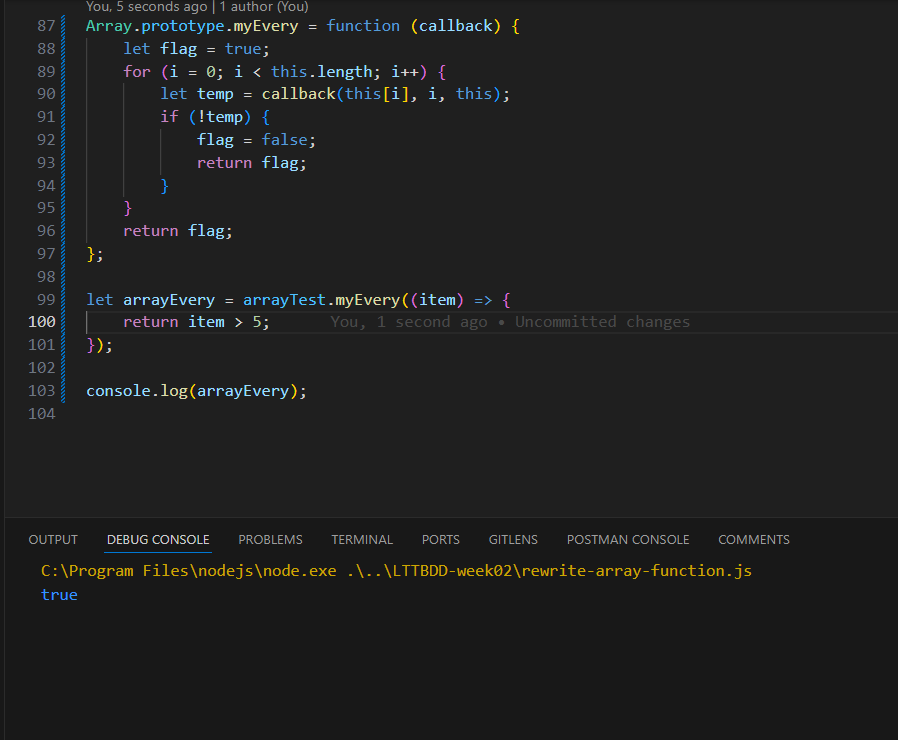 You, 5 seconds ago | 1 author (You)
87 Array.prototype.myEvery = function (callback) {
88     let flag = true;
89     for (i = 0; i < this.length; i++) {
90         let temp = callback(this[i], i, this);
91         if (!temp) {
92             flag = false;
93             return flag;
94         }
95     }
96     return flag;
97 };
98
99 let arrayEvery = arrayTest.myEvery((item) => {
100     return item > 5;      You, 1 second ago • Uncommitted changes
101 });
102
103 console.log(arrayEvery);
104
OUTPUT DEBUG CONSOLE PROBLEMS TERMINAL PORTS GITLENS POSTMAN CONSOLE COMMENTS
C:\Program Files\nodejs\node.exe .\..\LTTBDD-week02\rewrite-array-function.js
true